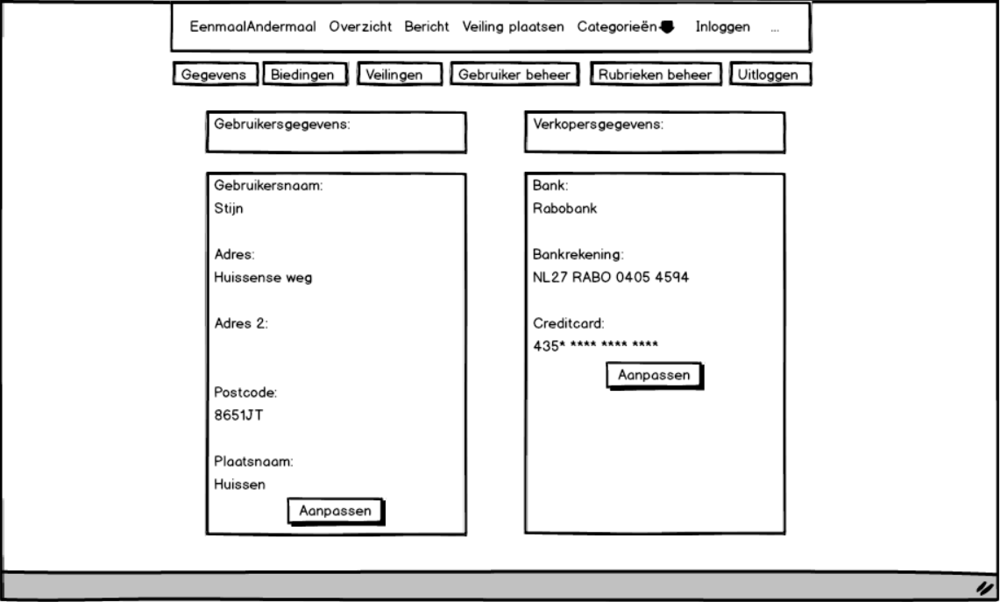 EenmaalAndermaal Overzicht Bericht Veiling plaatsen Categorieën Inloggen ...
Gegevens Biedingen Veilingen Gebruiker beheer Rubrieken beheer Uitloggen
Gebruikersgegevens:
Gebruikersnaam:
Stijn
Adres:
Huissense weg
Adres 2:
Postcode:
8651JT
Plaatsnaam:
Huissen
Aanpassen
Verkopersgegevens:
Bank:
Rabobank
Bankrekening:
NL27 RABO 0405 4594
Creditcard:
435* **** **** ****
Aanpassen